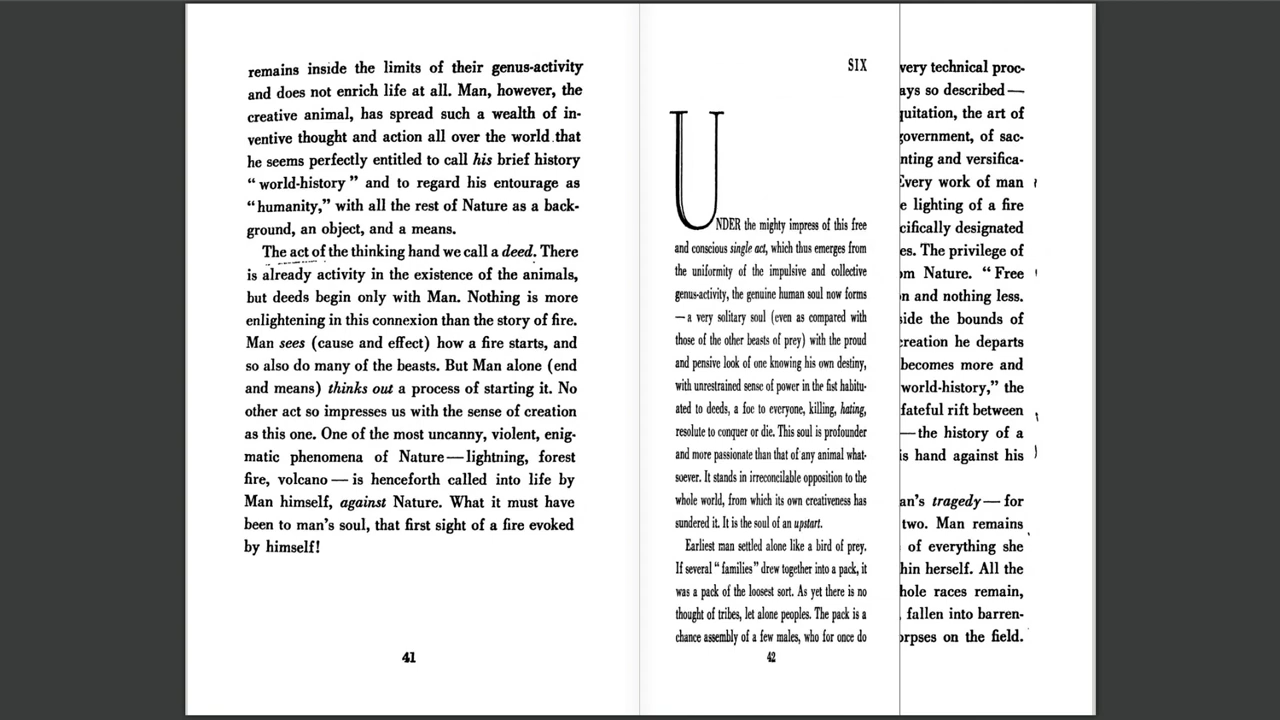 remains inside the limits of their genus-activity
and does not enrich life at all. Man, however, the
creative animal, has spread such a wealth of in-
ventive thought and action all over the world that
he seems perfectly entitled to call his brief history
“world-history” and to regard his entourage as
“humanity,” with all the rest of Nature as a back-
ground, an object, and a means.
The act of the thinking hand we call a deed. There
is already activity in the existence of the animals,
but deeds begin only with Man. Nothing is more
enlightening in this connexion than the story of fire.
Man sees (cause and effect) how a fire starts, and
so also do many of the beasts. But Man alone (end
and means) thinks out a process of starting it. No
other act so impresses us with the sense of creation
as this one. One of the most uncanny, violent, enig-
matic phenomena of Nature—lightning, forest
fire, volcano — is henceforth called into life by
Man himself, against Nature. What it must have
been to man's soul, that first sight of a fire evoked
by himself!
41
SIX
UNDER the mighty impress of this free
and conscious single act, which thus emerges from
the uniformity of the impulsive and collective
genus-activity, the genuine human soul now forms
—a very solitary soul (even as compared with
those of the other beasts of prey) with the proud
and pensive look of one knowing his own destiny,
with unrestrained sense of power in the fist habitu-
ated to deeds, a foe to everyone, killing, hating,
resolute to conquer or die. This soul is profounder
and more passionate than that of any animal what-
soever. It stands in irreconcilable opposition to the
whole world, from which its own creativeness has
sundered it. It is the soul of an upstart.
Earliest man settled alone like a bird of prey.
If several “families” drew together into a pack, it
was a pack of the loosest sort. As yet there is no
thought of tribes, let alone peoples. The pack is a
chance assembly of a few males, who for once do
42
very technical proc-
ays so described—
quitation, the art of
government, of sac-
nting and versifica-
Every work of man
e lighting of a fire
cifically designated
es. The privilege of
om Nature. “Free
n and nothing less.
side the bounds of
creation he departs
becomes more and
world-history,” the
fateful rift between
—the history of a
is hand against his
an's tragedy—for
two. Man remains
of everything she
hin herself. All the
hole races remain,
, fallen into barren-
orpses on the field.